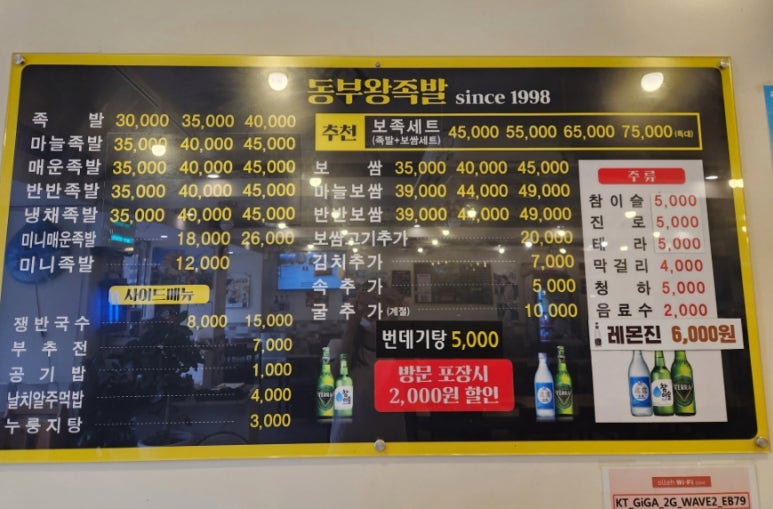 동부왕족발 since 1998
족 발 30,000 35,000 40,000
마늘족발 35,000 40,000 45,000
매운족발 35,000 40,000 45,000
반반족발 35,000 40,000 45,000
냉채족발 35,000 40,000 45,000
미니매운족발 18,000 26,000
미니족발 12,000
사이드메뉴
쟁반국수 8,000 15,000
부추전 7,000
공기밥 1,000
날치알주먹밥 4,000
누룽지탕 3,000
추천 보족세트 45,000 55,000 65,000 75,000 (특대)
(족발+보쌈세트)
보 쌈 35,000 40,000 45,000
마늘보쌈 39,000 44,000 49,000
반반보쌈 39,000 44,000 49,000
보쌈고기추가 20,000
김치추가 7,000
속추가 5,000
굴추가 (계절) 10,000
번데기탕 5,000
방문 포장시
2,000원 할인
주류
참이슬 5,000
진로 5,000
테라 5,000
막걸리 4,000
청하 5,000
음료수 2,000
레몬진 6,000원
olleh Wi-Fi
KT_GiGA_2G_WAVE2_EB79